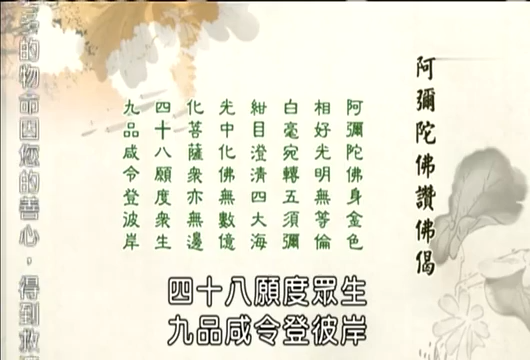 阿彌陀佛讚佛偈
阿彌陀佛身金色
相好光明無等倫
白毫宛轉五須彌
紺目澄清四大海
光中化佛無數億
化菩薩眾亦無邊
四十八願度眾生
九品咸令登彼岸
多的物命因您的善心，得到救
四十八願度眾生
九品咸令登彼岸